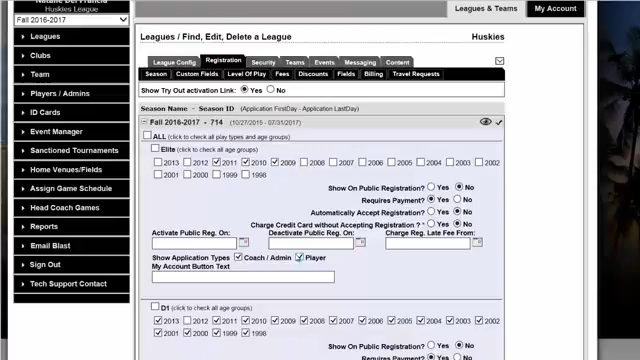 Natalie Del Francia
Huskies League
Fall 2016-2017
Leagues
Clubs
Team
Players / Admins
ID Cards
Event Manager
Sanctioned Tournaments
Home Venues/Fields
Assign Game Schedule
Head Coach Games
Reports
Email Blast
Sign Out
Tech Support Contact
Leagues & Teams
My Account
Leagues / Find, Edit, Delete a League
Huskies
League Config Registration Security Teams Events Messaging Content
Season Custom Fields Level Of Play Fees Discounts Fields Billing Travel Requests
Show Try Out activation Link: Yes No
Season Name - Season ID (Application FirstDay - Application LastDay)
Fall 2016-2017 - 714 (10/27/2015 - 07/31/2017)
ALL (click to check all play types and age groups)
Elite (click to check all age groups)
2013 2012 2011 2010 2009 2008 2007 2006 2005 2004 2003 2002
2001 2000 1999 1998
Show On Public Registration? Yes No
Requires Payment? Yes No
Automatically Accept Registration ? Yes No
Charge Credit Card without Accepting Registration ? Yes No
Activate Public Reg. On: Deactivate Public Reg. On: Charge Reg. Late Fee From:
Show Application Types Coach / Admin Player
My Account Button Text
D1 (click to check all age groups)
2013 2012 2011 2010 2009 2008 2007 2006 2005 2004 2003 2002
2001 2000 1999 1998
Show On Public Registration? Yes No
Requires Payment? Yes No